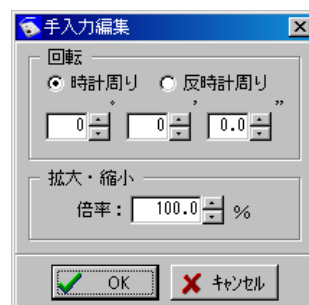 手入力編集
回転
時計周り 反時計周り
° ′ ″
0 0 0.0
拡大・縮小
倍率： 100.0 %
OK キャンセル